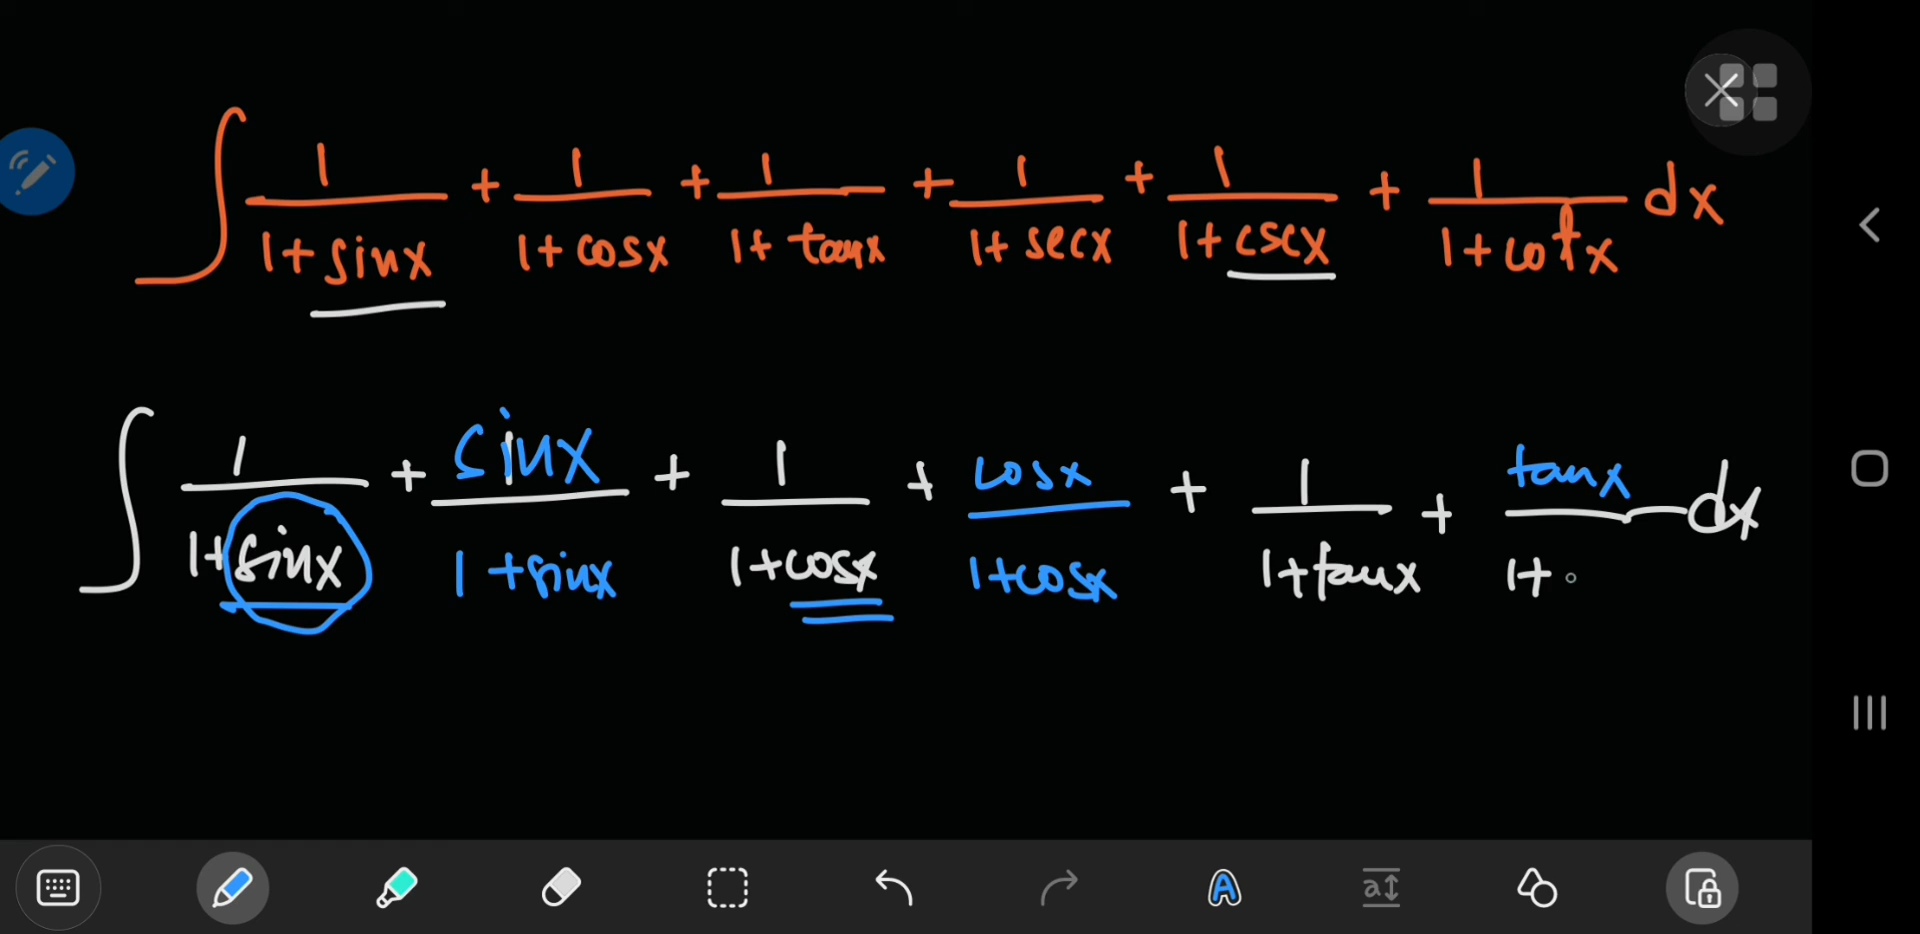 ∫ 1/(1+sinx) + 1/(1+cosx) + 1/(1+tanx) + 1/(1+secx) + 1/(1+cscx) + 1/(1+cotx) dx
∫ 1/(1+sinx) + sinx/(1+sinx) + 1/(1+cosx) + cosx/(1+cosx) + 1/(1+tanx) + tanx/(1+ dx
A a